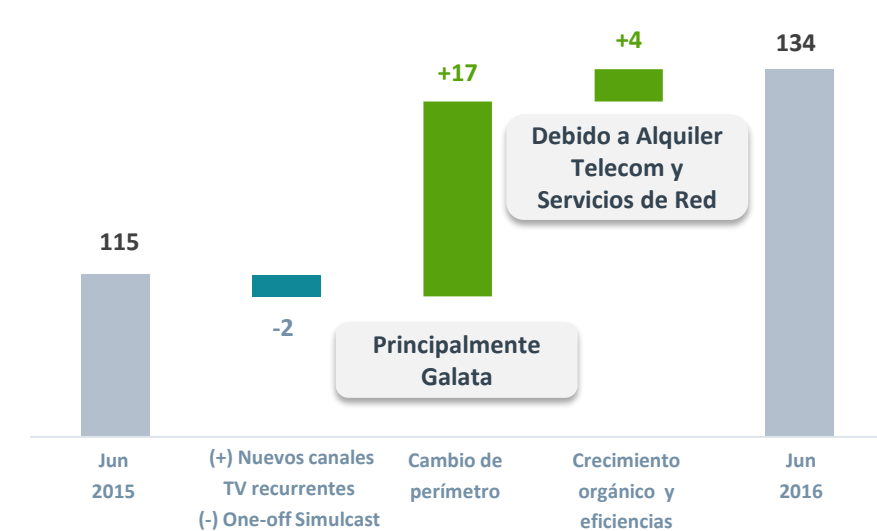 +4
134
+17
Debido a Alquiler
Telecom y
Servicios de Red
115
-2
Principalmente
Galata
Jun
2015
(+) Nuevos canales
TV recurrentes
(-) One-off Simulcast
Cambio de
perímetro
Crecimiento
orgánico y
eficiencias
Jun
2016